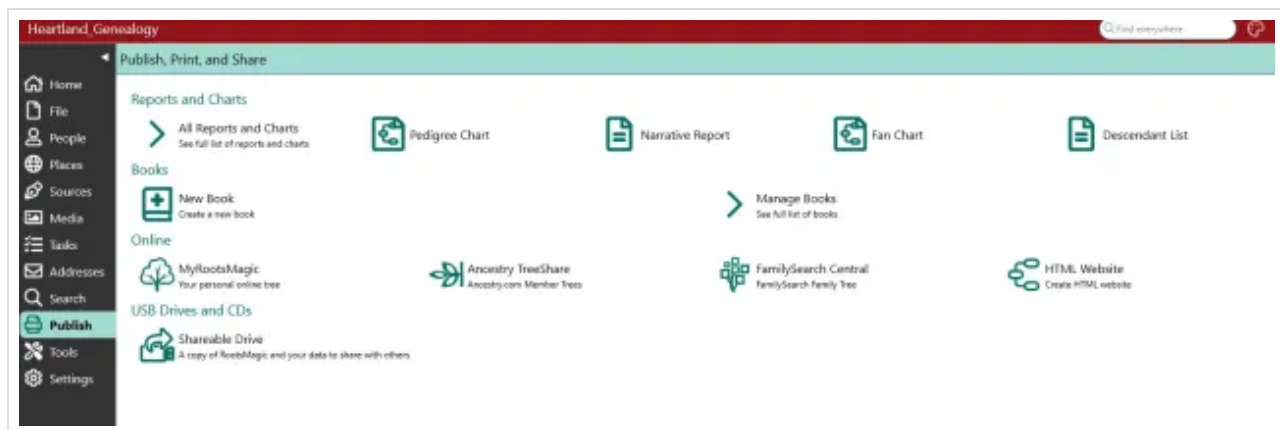 Heartland_Genealogy
Find everywhere
Publish, Print, and Share
Home
File
People
Places
Sources
Media
Tasks
Addresses
Search
Publish
Tools
Settings
Reports and Charts
All Reports and Charts
See full list of reports and charts
Pedigree Chart
Narrative Report
Fan Chart
Descendant List
Books
New Book
Create a new book
Manage Books
See full list of books
Online
MyRootsMagic
Your personal online tree
Ancestry TreeShare
Ancestry.com Member Trees
FamilySearch Central
FamilySearch Family Tree
HTML Website
Create HTML website
USB Drives and CDs
Shareable Drive
A copy of RootsMagic and your data to share with others